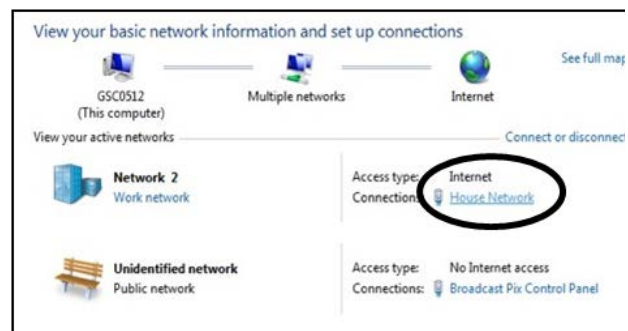 View your basic network information and set up connections
See full map
GSC0512 Multiple networks Internet
(This computer)
View your active networks Connect or disconnect
Network 2 Access type: Internet
Work network Connections: House Network
Unidentified network Access type: No Internet access
Public network Connections: Broadcast Pix Control Panel